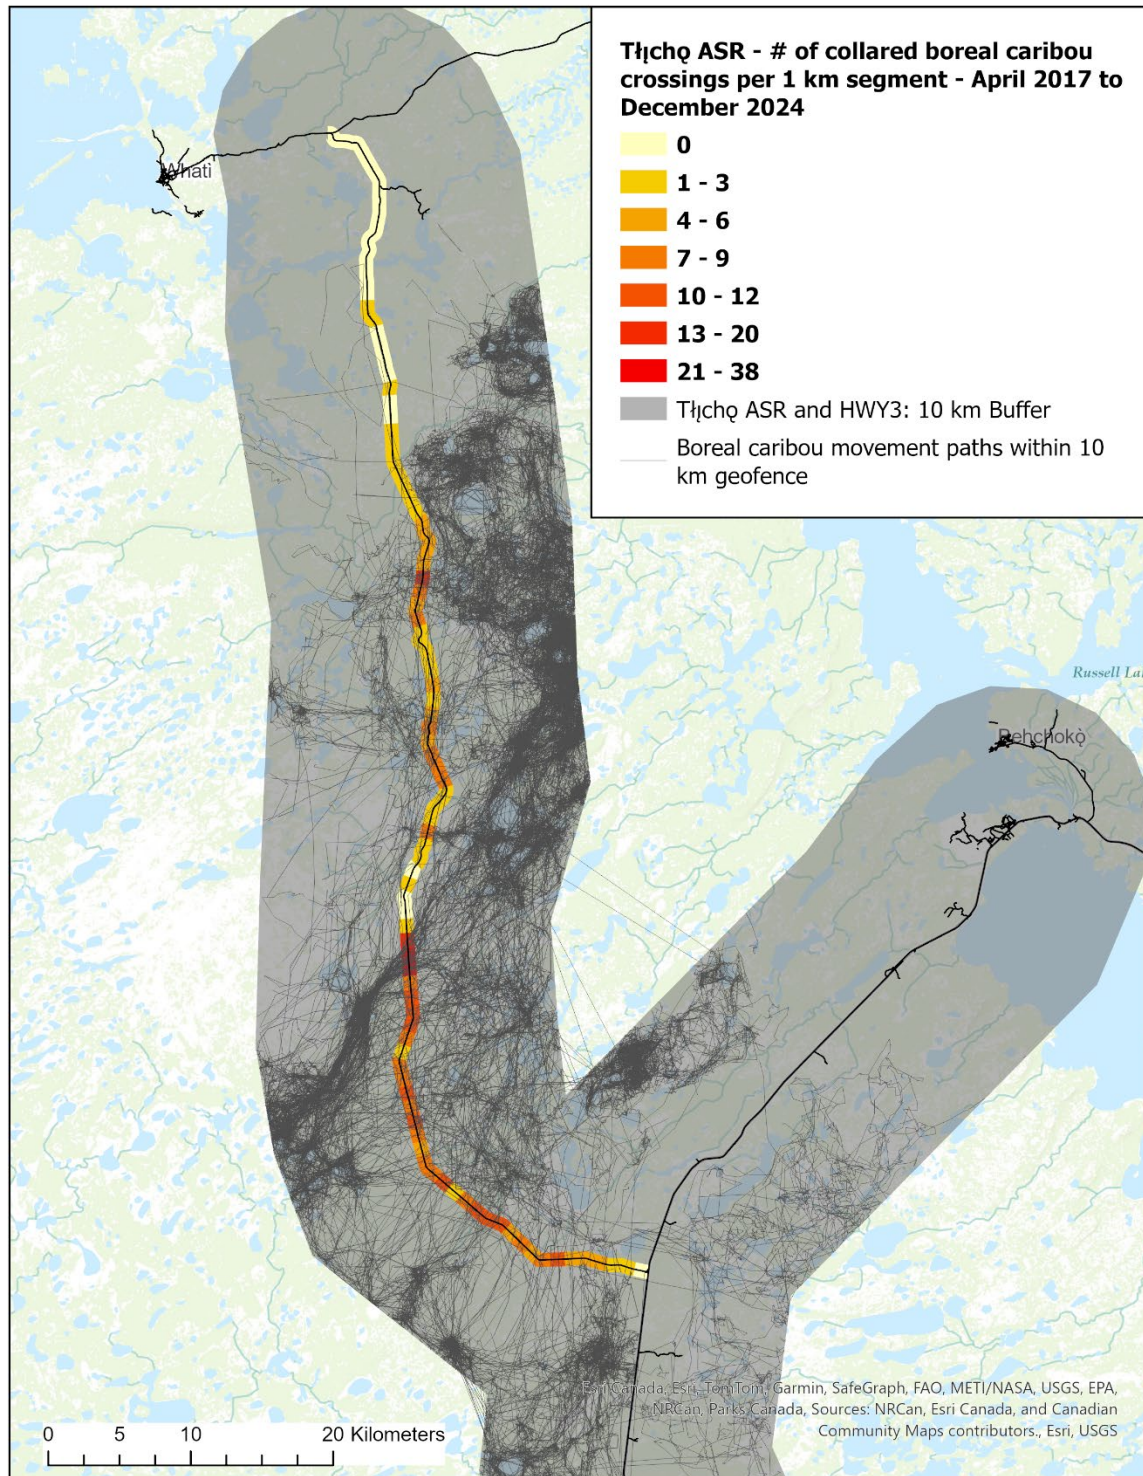 Tłı̨chǫ ASR - # of collared boreal caribou
crossings per 1 km segment - April 2017 to
December 2024
0
1 - 3
4 - 6
7 - 9
10 - 12
13 - 20
21 - 38
Tłı̨chǫ ASR and HWY3: 10 km Buffer
Boreal caribou movement paths within 10
km geofence
Whatì
Russell La
Behchokǫ̀
Esri Canada, Esri, TomTom, Garmin, SafeGraph, FAO, METI/NASA, USGS, EPA,
NRCan, Parks Canada, Sources: NRCan, Esri Canada, and Canadian
Community Maps contributors., Esri, USGS
0 5 10 20 Kilometers